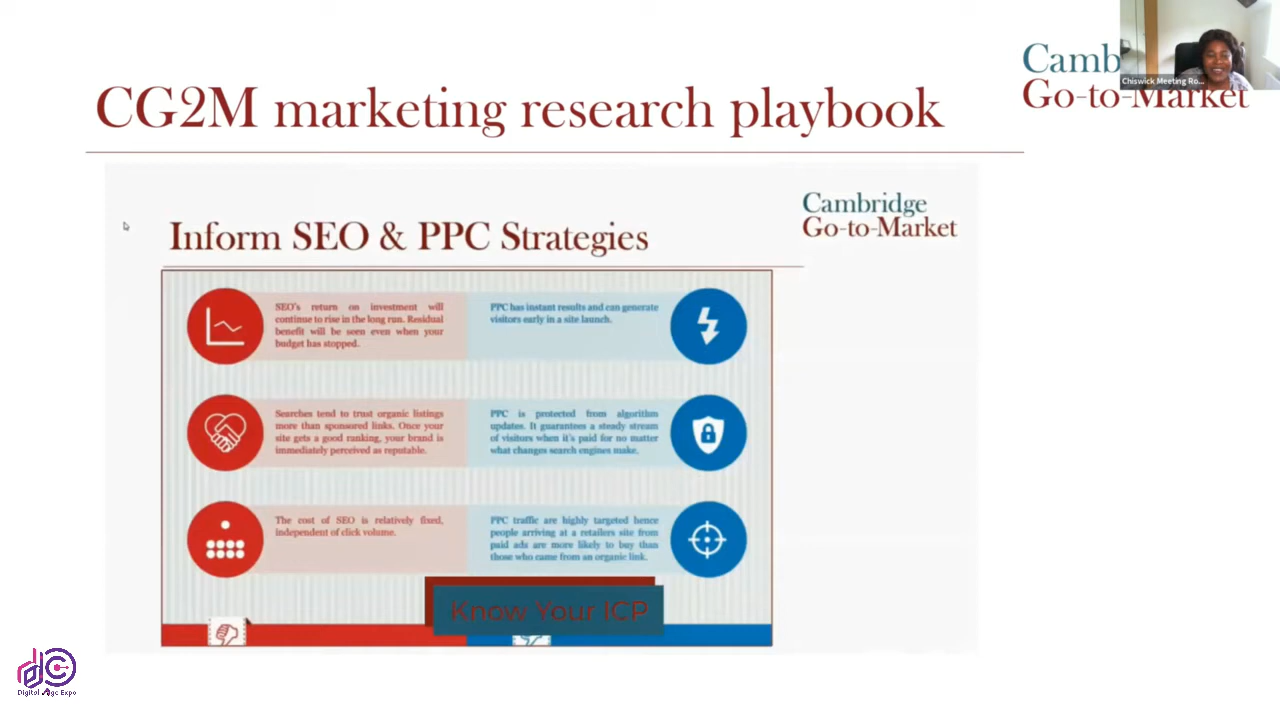 CG2M marketing research playbook
Camb
Go-to-Market
Chiswick Meeting Ro...
Cambridge
Go-to-Market
Inform SEO & PPC Strategies
SEO's return on investment will
continue to rise in the long run. Residual
benefit will be seen even when your
budget has stopped.
PPC has instant results and can generate
visitors early in a site launch.
Searches tend to trust organic listings
more than sponsored links. Once your
site gets a good ranking, your brand is
immediately perceived as reputable.
PPC is protected from algorithm
updates. It guarantees a steady stream
of visitors when it's paid for no matter
what changes search engines make.
The cost of SEO is relatively fixed,
independent of click volume.
PPC traffic are highly targeted hence
people arriving at a retailers site from
paid ads are more likely to buy than
those who came from an organic link.
Know Your ICP
Digital Age Expo